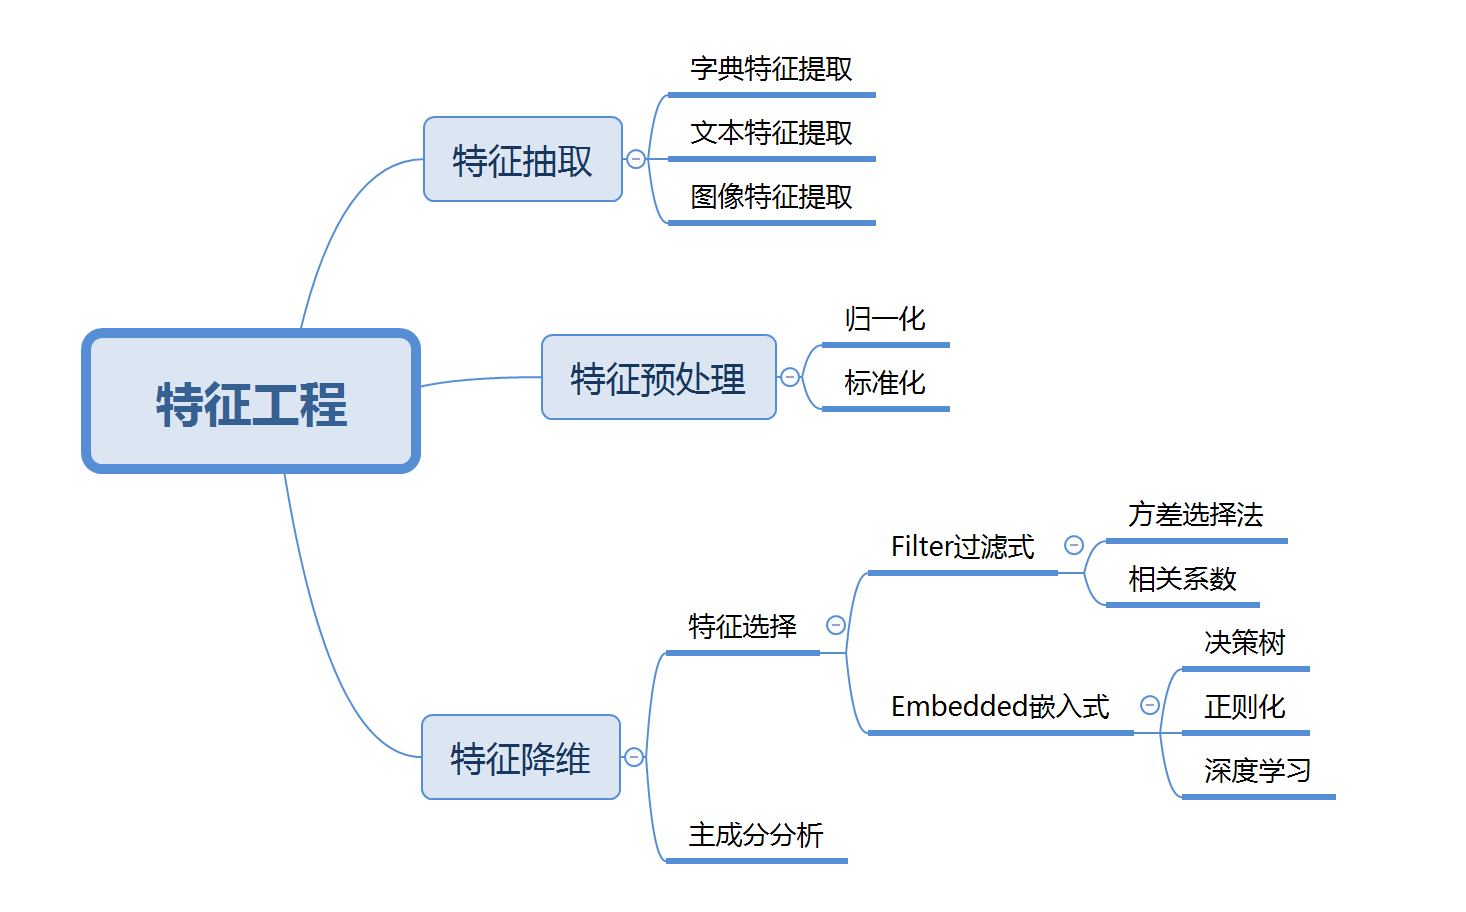 特征工程
特征抽取
字典特征提取
文本特征提取
图像特征提取
特征预处理
归一化
标准化
特征降维
特征选择
Filter过滤式
方差选择法
相关系数
Embedded嵌入式
决策树
正则化
深度学习
主成分分析